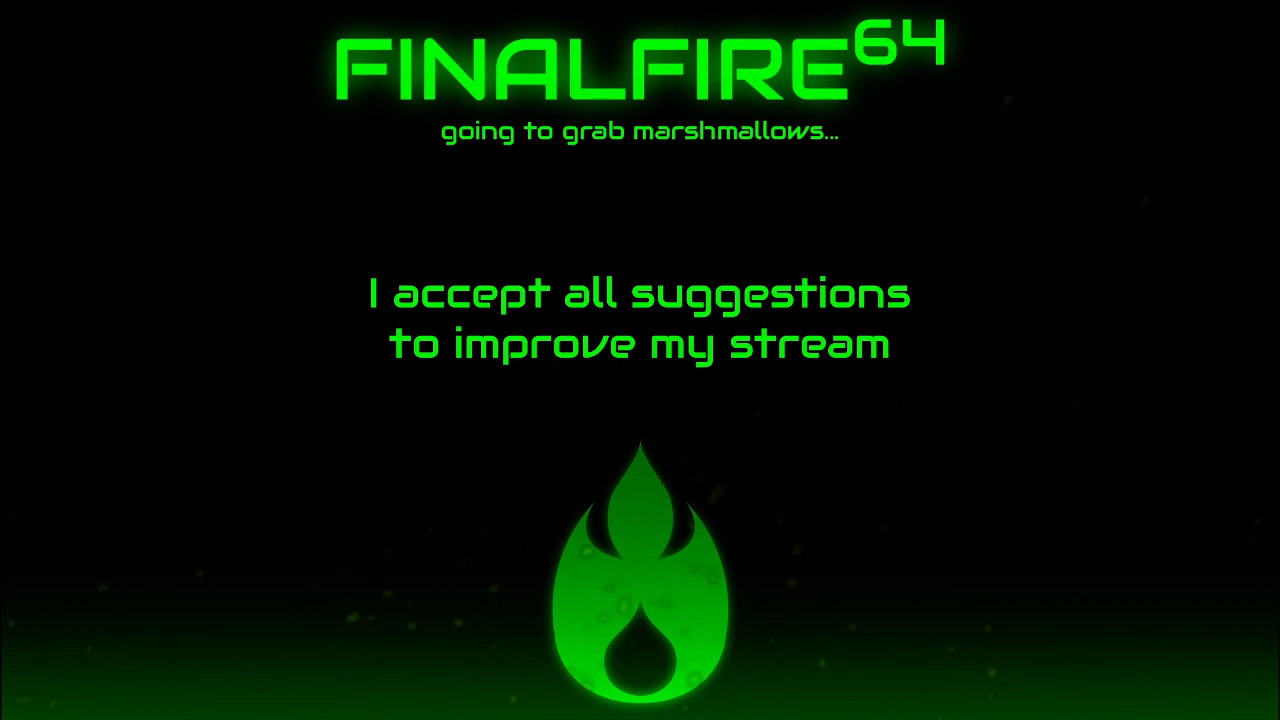 FINALFIRE64
going to grab marshmallows...
I accept all suggestions
to improve my stream